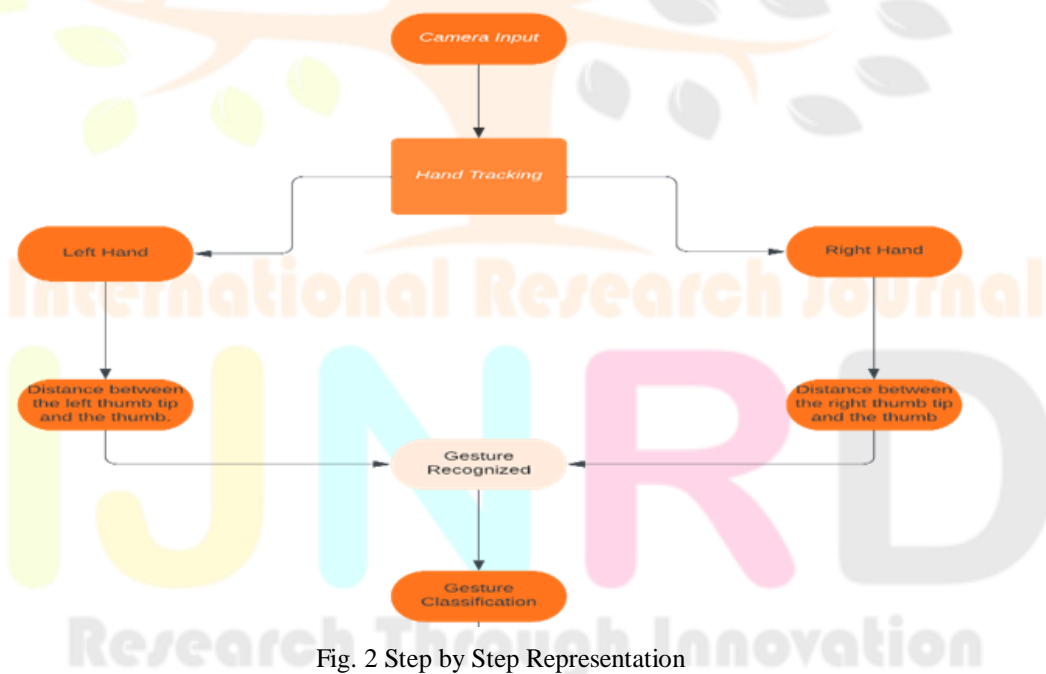 Camera Input
Hand Tracking
Left Hand
Right Hand
International Research Journal
Distance between
the left thumb tip
and the thumb.
Distance between
the right thumb tip
and the thumb
Gesture
Recognized
IJNRD
Gesture
Classification
Research Through Innovation
Fig. 2 Step by Step Representation